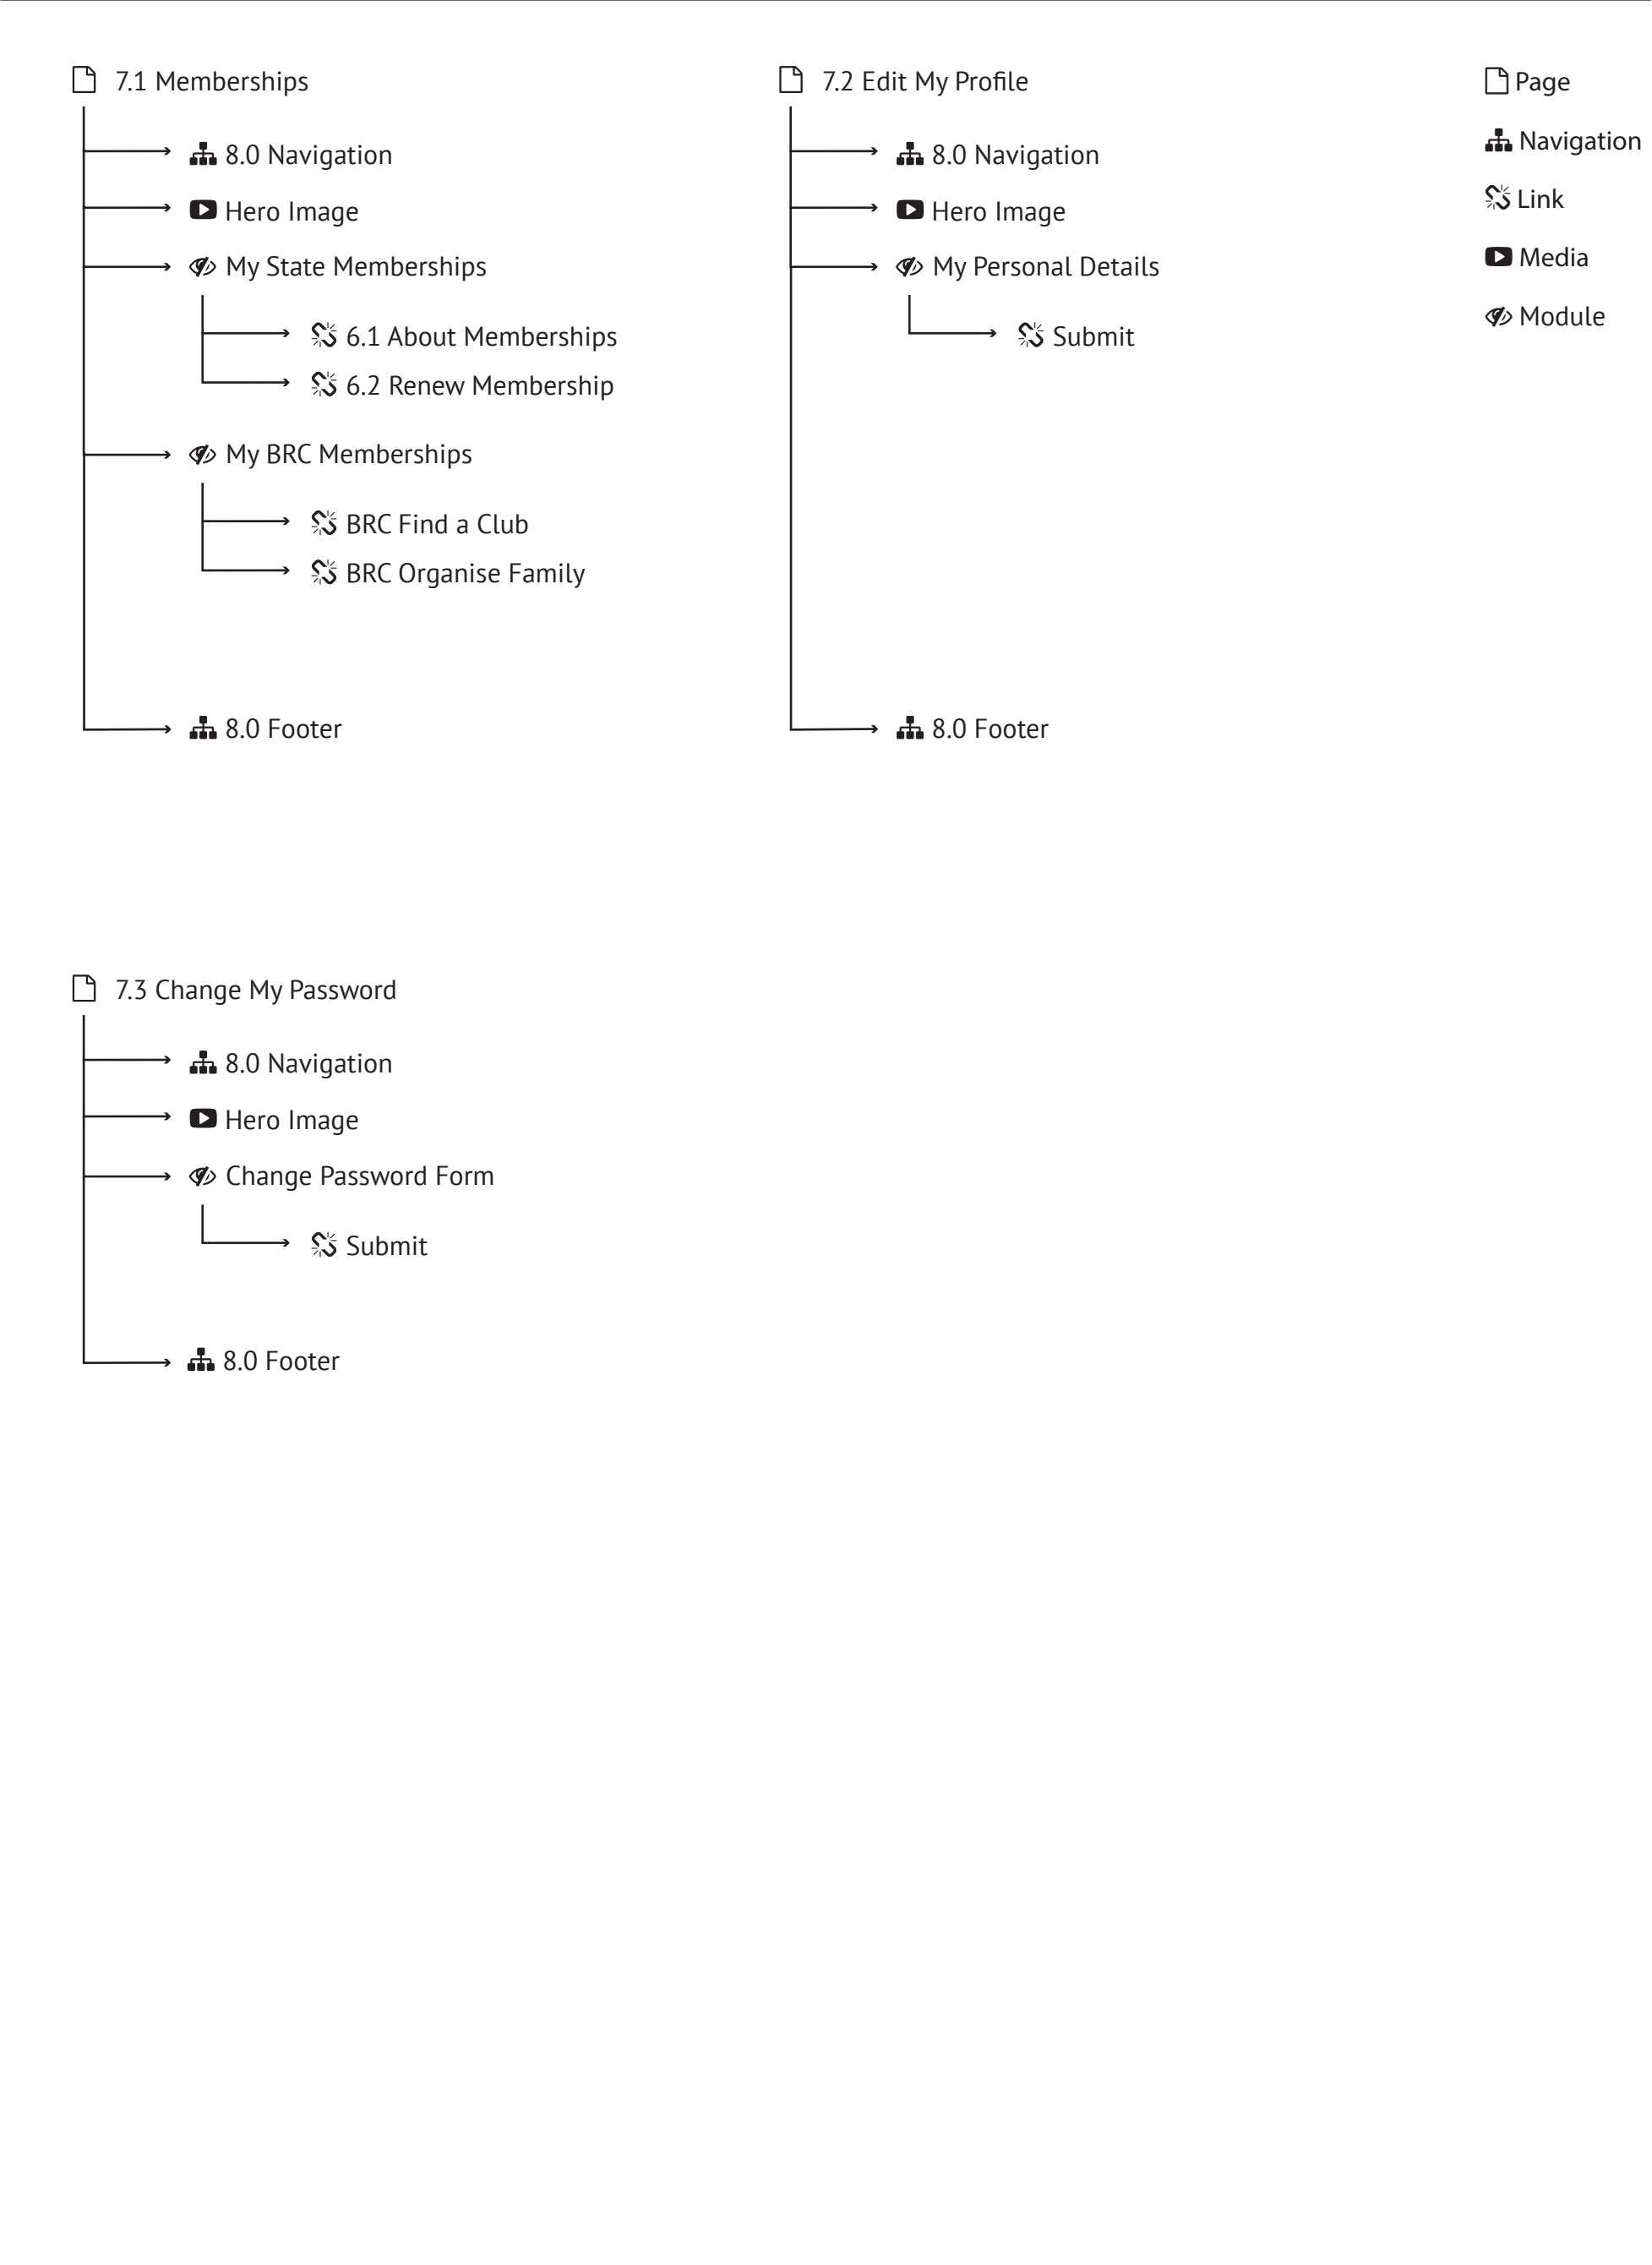 7.1 Memberships
8.0 Navigation
Hero Image
My State Memberships
6.1 About Memberships
6.2 Renew Membership
My BRC Memberships
BRC Find a Club
BRC Organise Family
8.0 Footer
7.2 Edit My Profile
8.0 Navigation
Hero Image
My Personal Details
Submit
8.0 Footer
Page
Navigation
Link
Media
Module
7.3 Change My Password
8.0 Navigation
Hero Image
Change Password Form
Submit
8.0 Footer